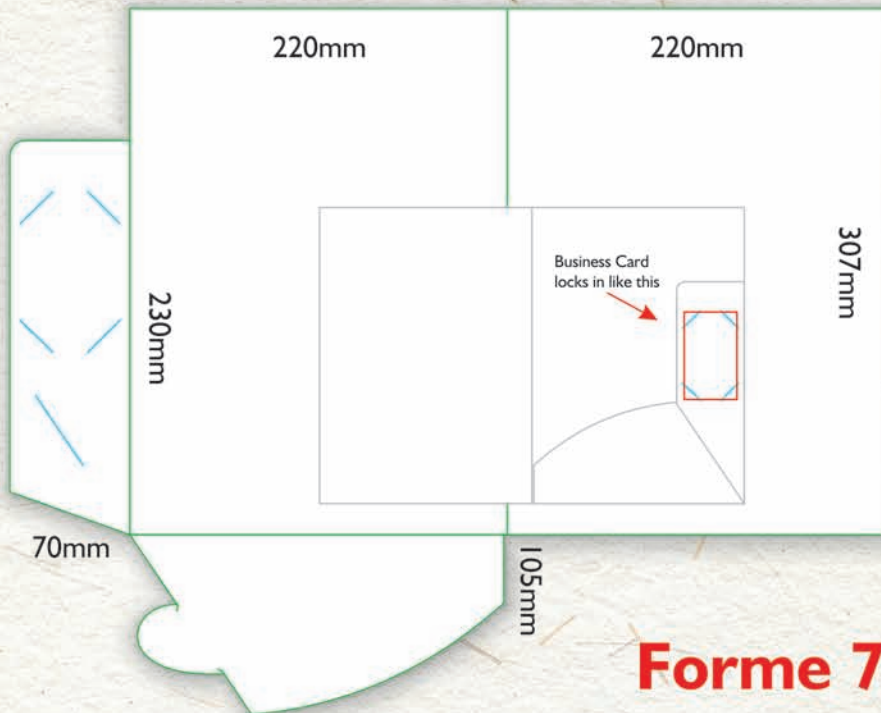 220mm
220mm
Business Card
locks in like this
307mm
230mm
70mm
105mm
Forme 7